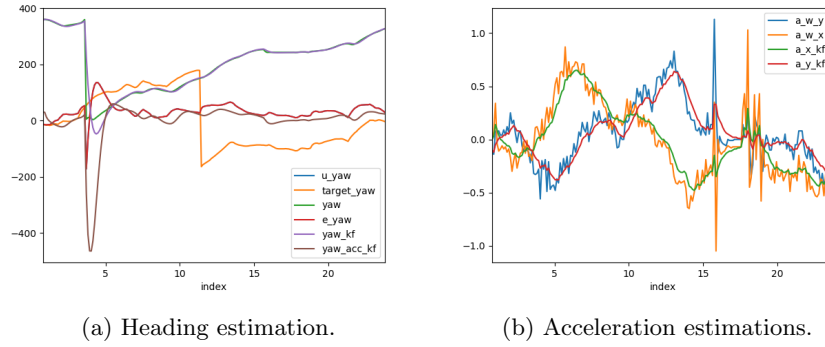 400
200
0
−200
−400
5
10
15
20
index
u_yaw
target_yaw
yaw
e_yaw
yaw_kf
yaw_acc_kf
(a) Heading estimation.
1.0
0.5
0.0
−0.5
−1.0
5
10
15
20
index
a_w_y
a_w_x
a_x_kf
a_y_kf
(b) Acceleration estimations.